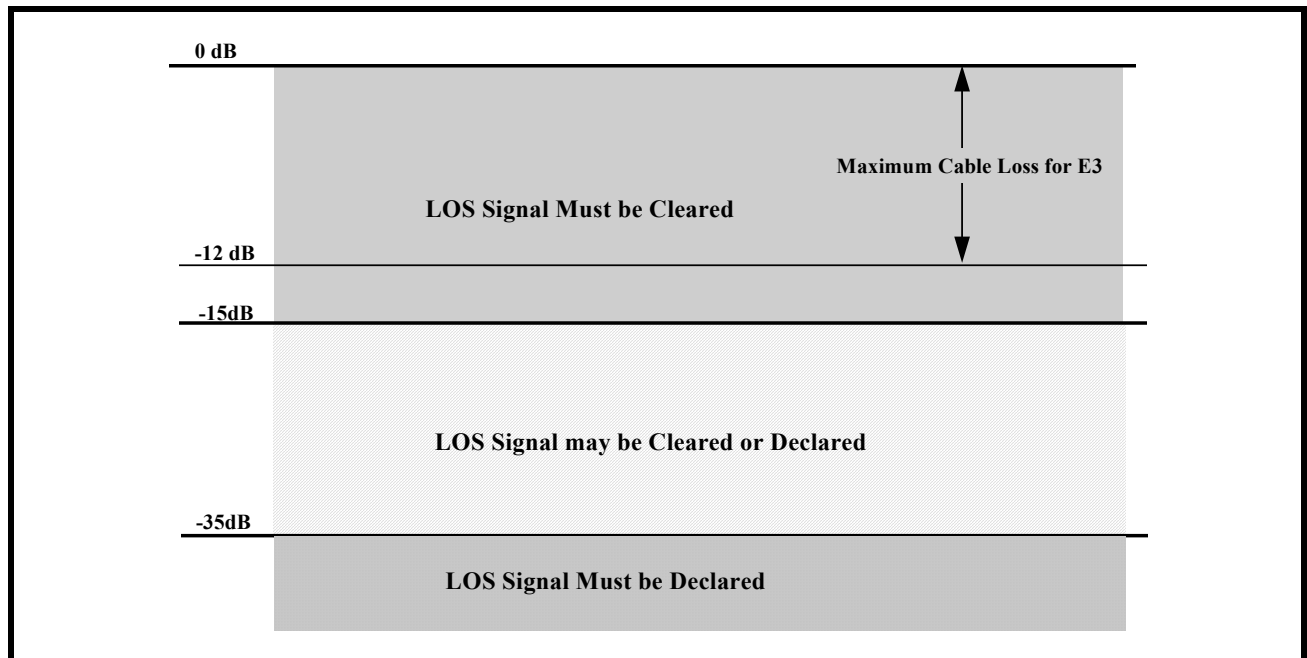 0 dB
Maximum Cable Loss for E3
LOS Signal Must be Cleared
-12 dB
-15dB
LOS Signal may be Cleared or Declared
-35dB
LOS Signal Must be Declared